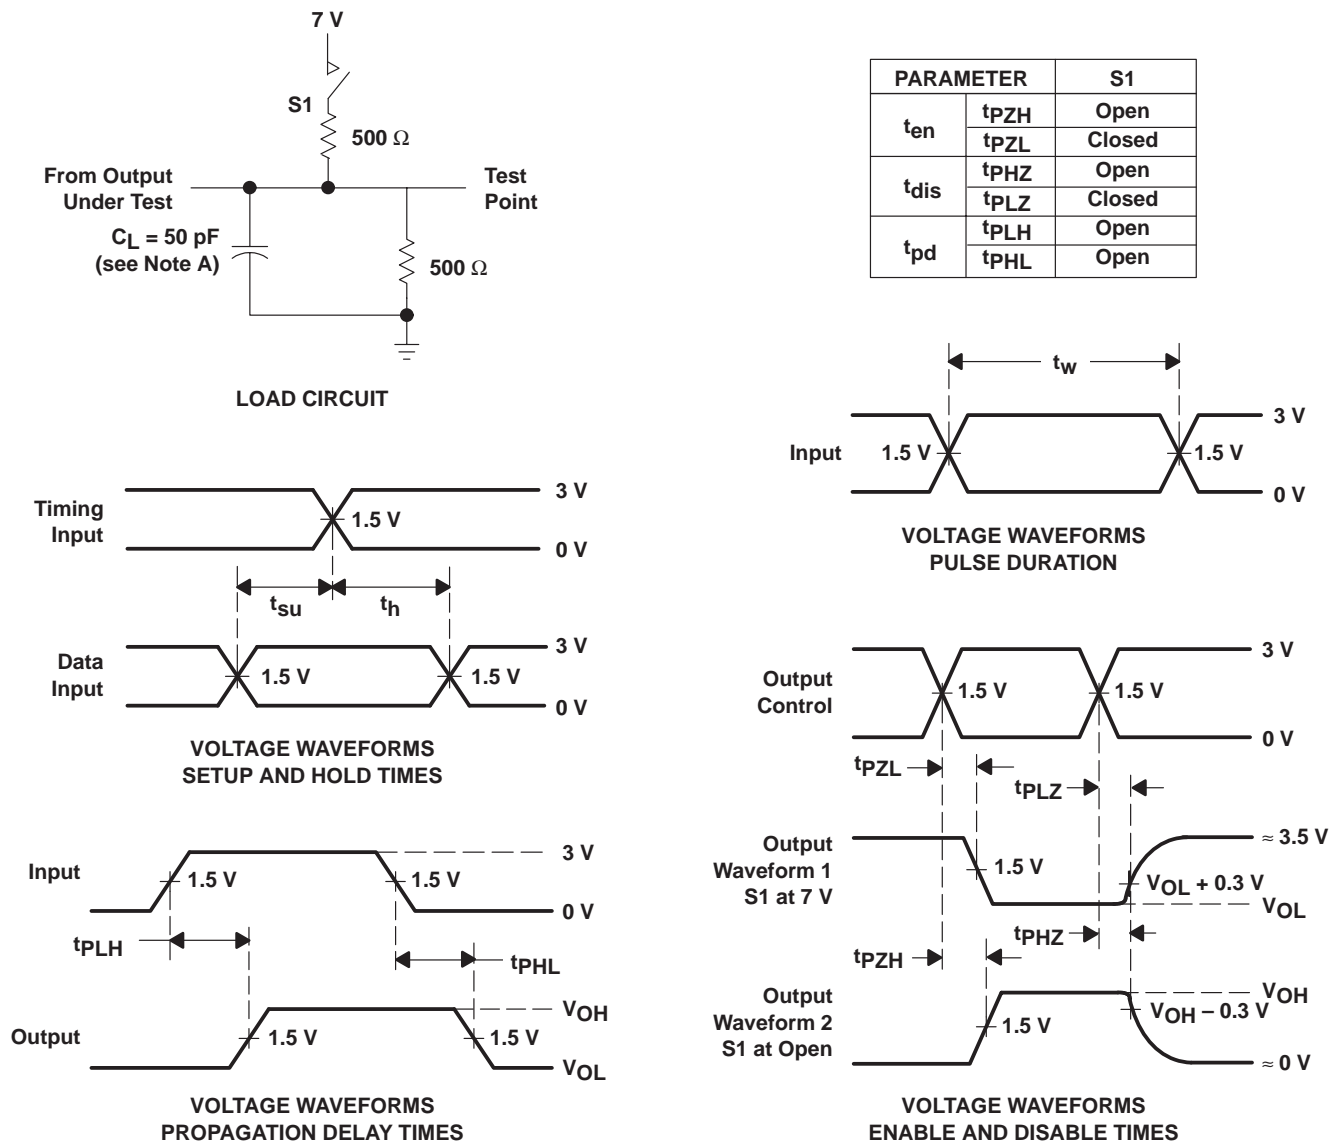 7 V
S1
500 Ω
From Output
Under Test
Test
Point
CL = 50 pF
(see Note A)
500 Ω
LOAD CIRCUIT
PARAMETER S1
ten tPZH Open
tPZL Closed
tdis tPHZ Open
tPLZ Closed
tpd tPLH Open
tPHL Open
tw
Input
1.5 V
1.5 V
3 V
0 V
VOLTAGE WAVEFORMS
PULSE DURATION
Timing
Input
1.5 V
3 V
0 V
tsu
th
Data
Input
1.5 V
1.5 V
3 V
0 V
VOLTAGE WAVEFORMS
SETUP AND HOLD TIMES
Input
1.5 V
1.5 V
3 V
0 V
tPLH
tPHL
Output
1.5 V
1.5 V
VOH
VOL
VOLTAGE WAVEFORMS
PROPAGATION DELAY TIMES
Output
Control
1.5 V
1.5 V
3 V
0 V
tPZL
tPLZ
Output
Waveform 1
S1 at 7 V
1.5 V
≈ 3.5 V
VOL + 0.3 V
VOL
tPHZ
tPZH
Output
Waveform 2
S1 at Open
1.5 V
VOH
VOH – 0.3 V
≈ 0 V
VOLTAGE WAVEFORMS
ENABLE AND DISABLE TIMES